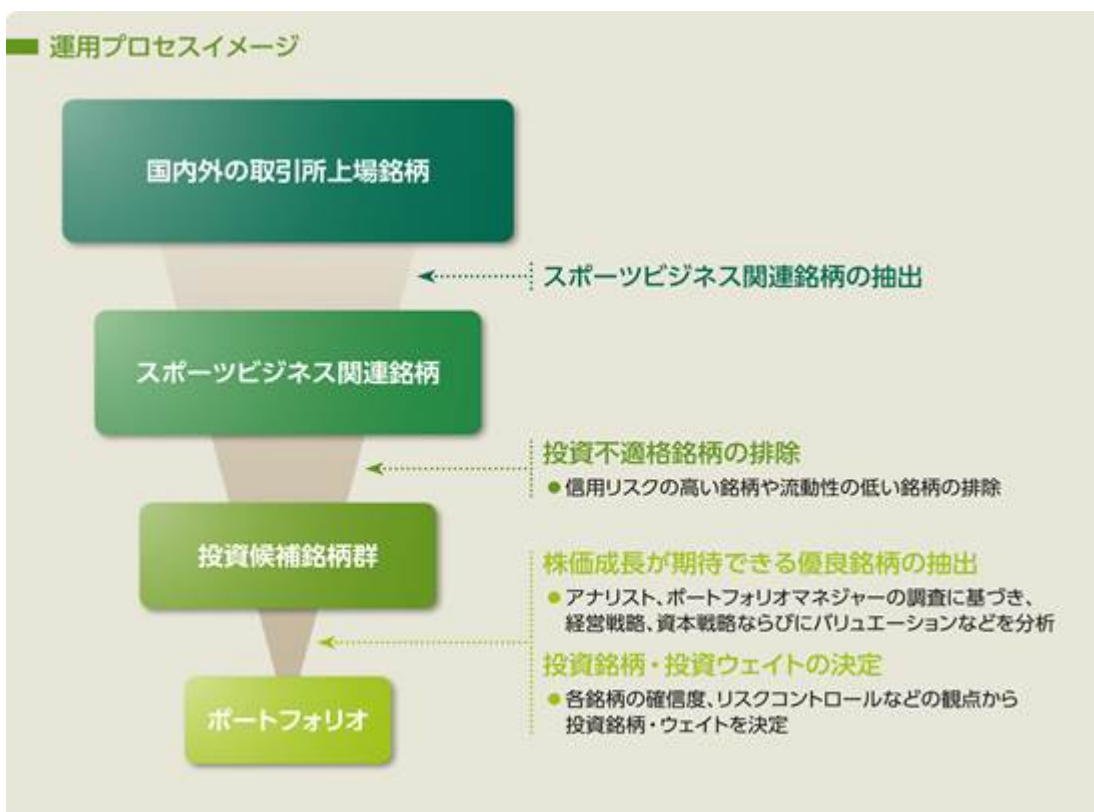 運用プロセスイメージ
国内外の取引所上場銘柄
スポーツビジネス関連銘柄の抽出
スポーツビジネス関連銘柄
投資不適格銘柄の排除
●信用リスクの高い銘柄や流動性の低い銘柄の排除
投資候補銘柄群
株価成長が期待できる優良銘柄の抽出
●アナリスト、ポートフォリオマネジャーの調査に基づき、
経営戦略、資本戦略ならびにバリュエーションなどを分析
投資銘柄・投資ウェイトの決定
●各銘柄の確信度、リスクコントロールなどの観点から
投資銘柄・ウェイトを決定
ポートフォリオ